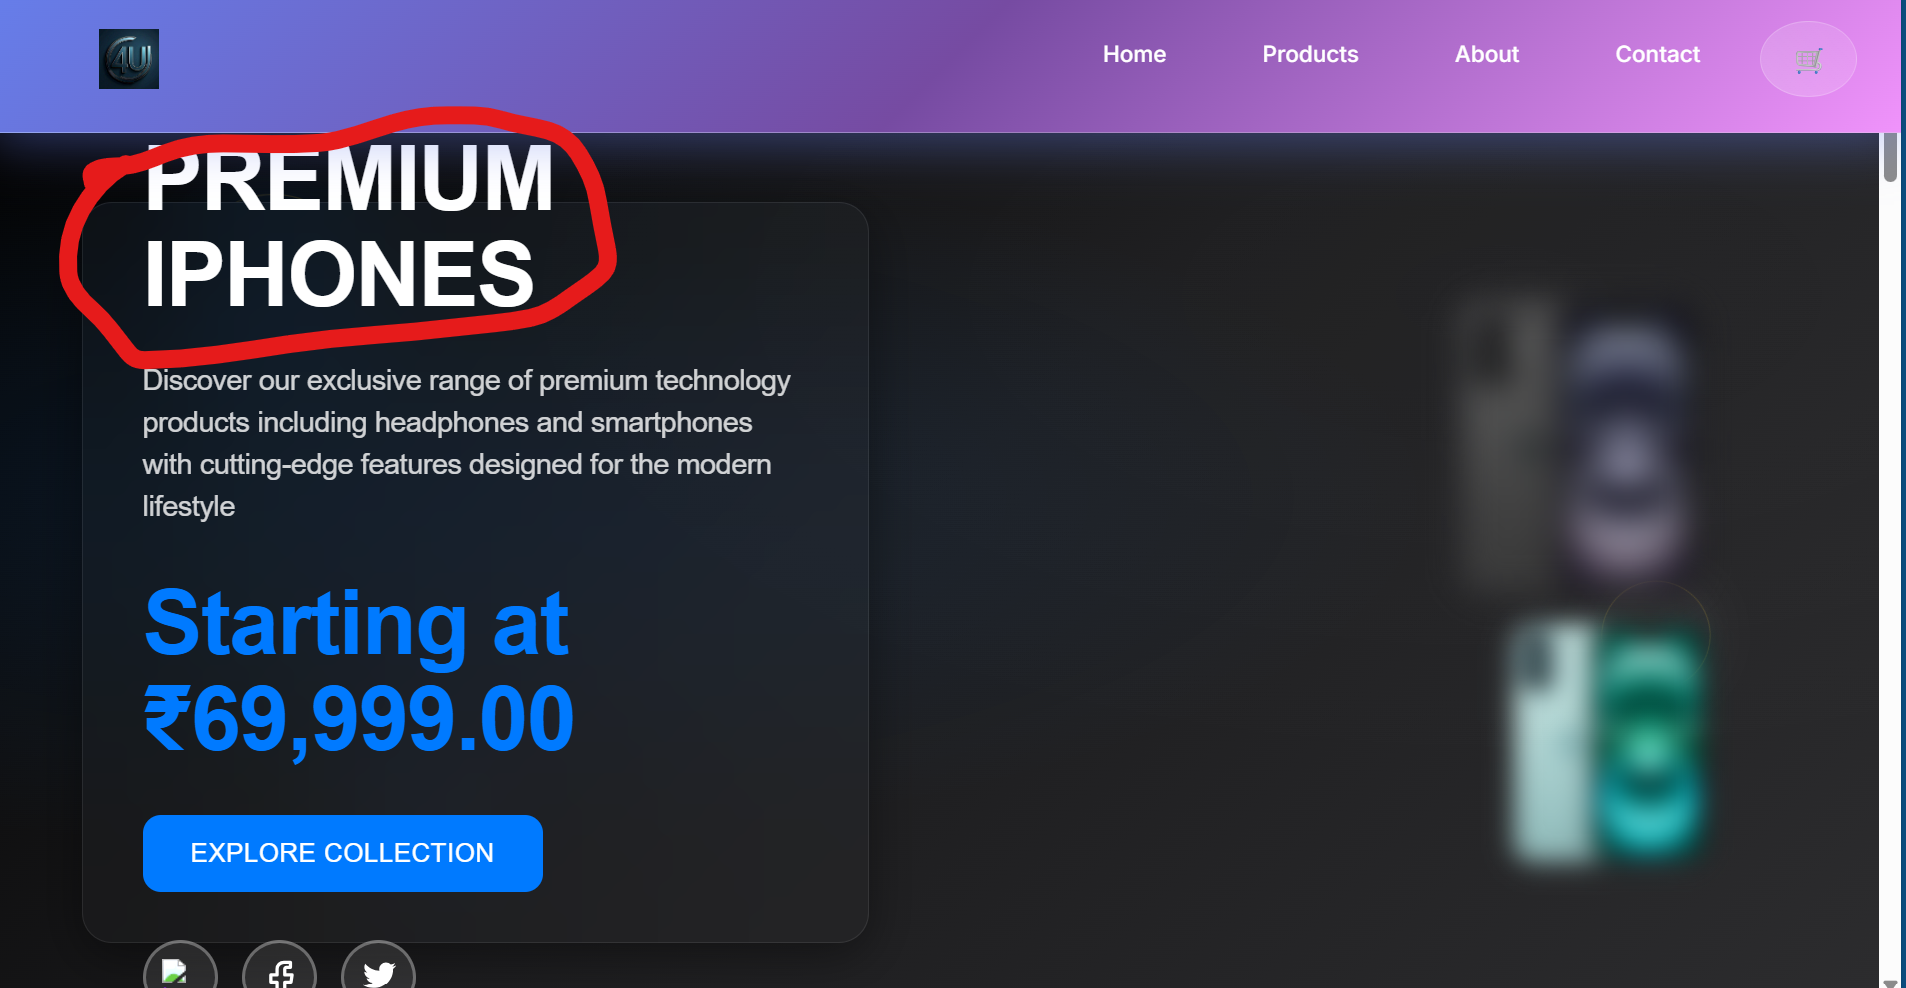 4U
Home Products About Contact
PREMIUM
IPHONES
Discover our exclusive range of premium technology
products including headphones and smartphones
with cutting-edge features designed for the modern
lifestyle
Starting at
₹69,999.00
EXPLORE COLLECTION